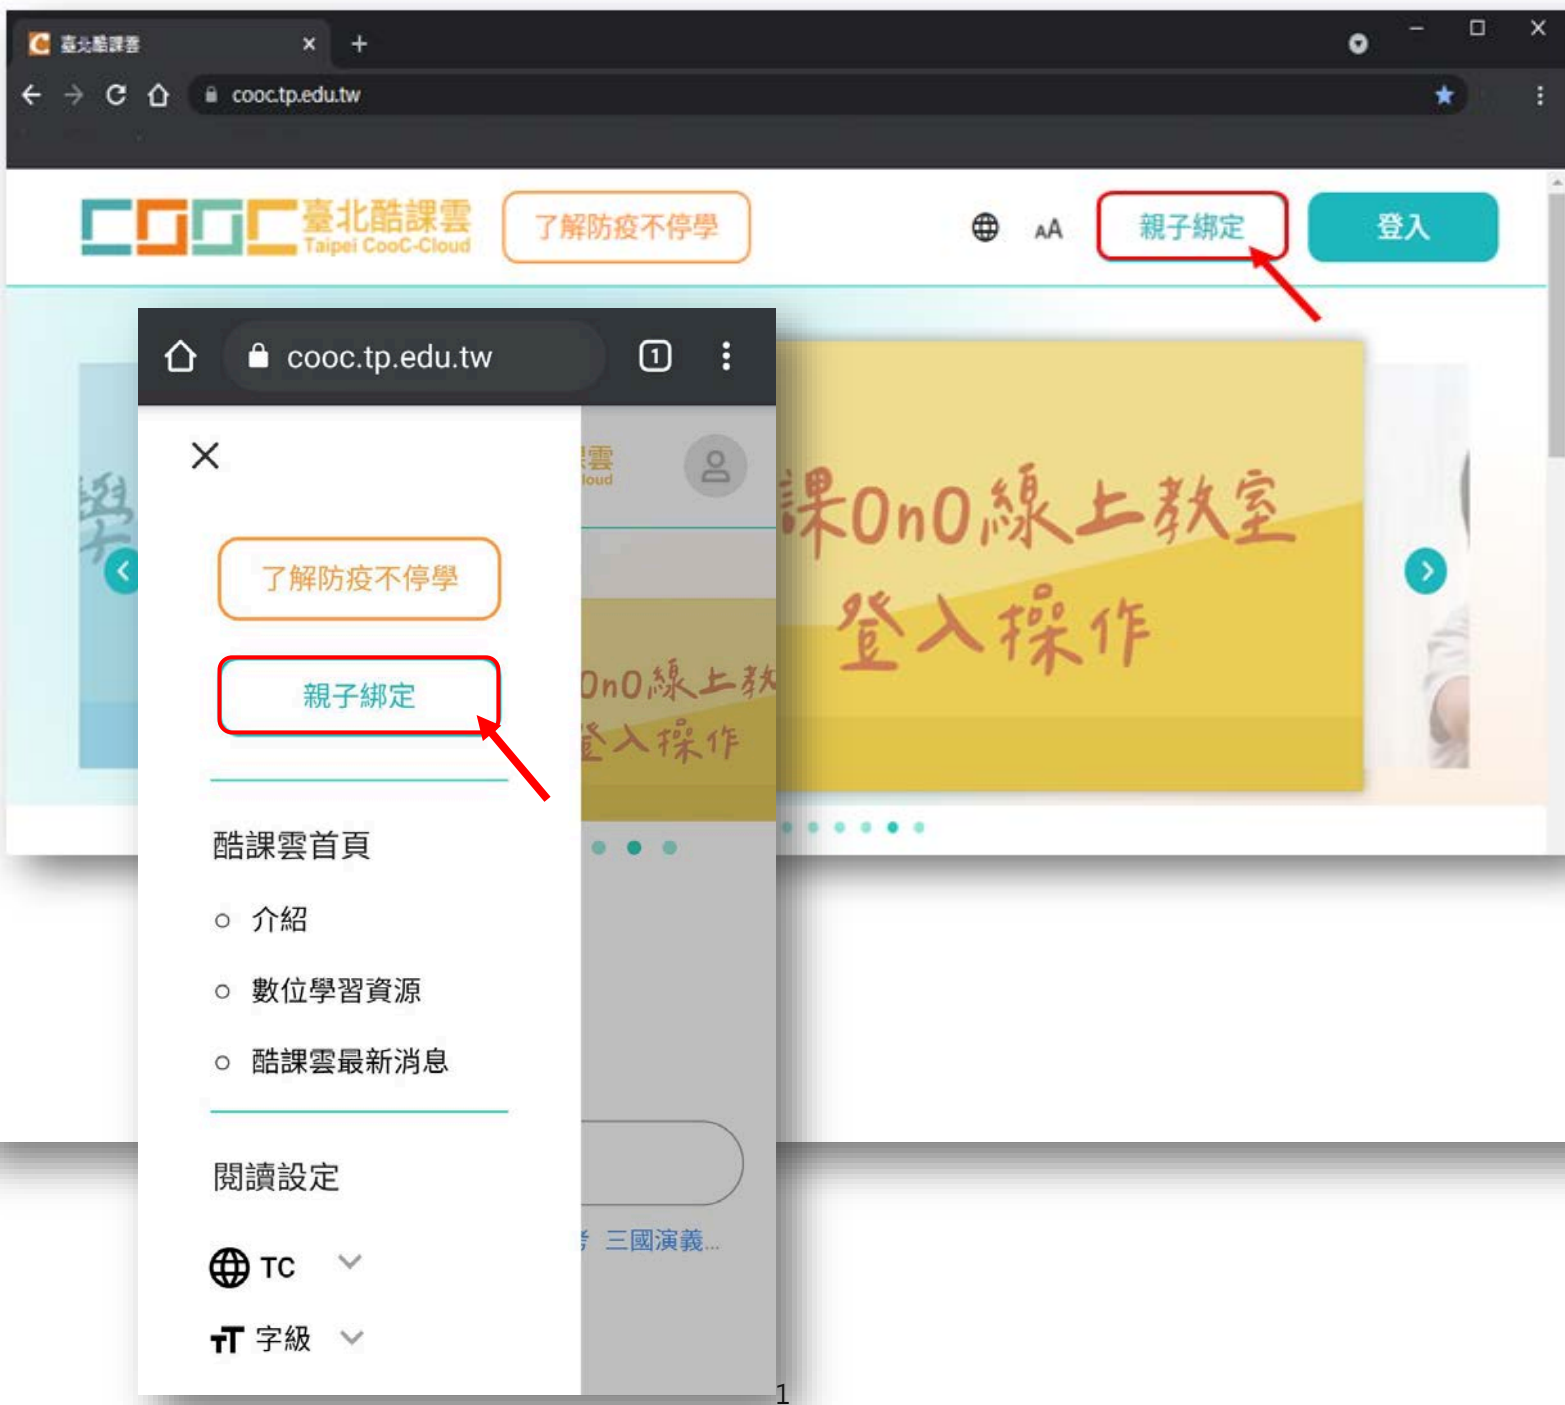 臺北酷課雲
cooc.tp.edu.tw
臺北酷課雲
Taipei CooC-Cloud
了解防疫不停學
AA
親子綁定
登入
學
課OnO線上教室
登入操作
cooc.tp.edu.tw
1
雲
loud
了解防疫不停學
親子綁定
OnO線上教
登入操作
酷課雲首頁
介紹
數位學習資源
酷課雲最新消息
閱讀設定
TC
字級
考 三國演義...
1